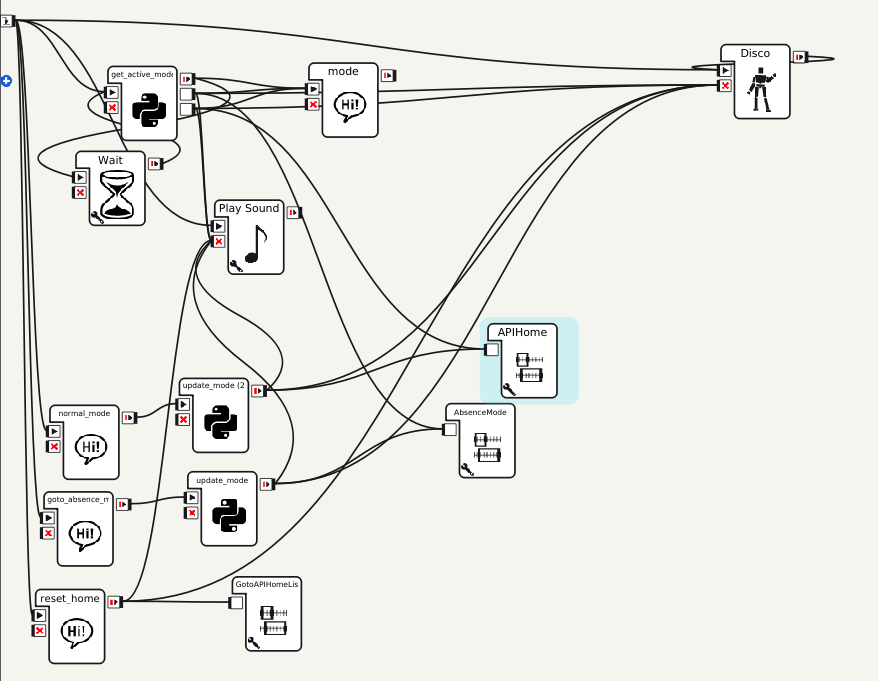 Disco
mode
Hi!
get_active_mode
Wait
Play Sound
APIHome
update_mode (2
AbsenceMode
normal_mode
Hi!
update_mode
goto_absence_m
Hi!
GotoAPIHomeLis
reset_home
Hi!